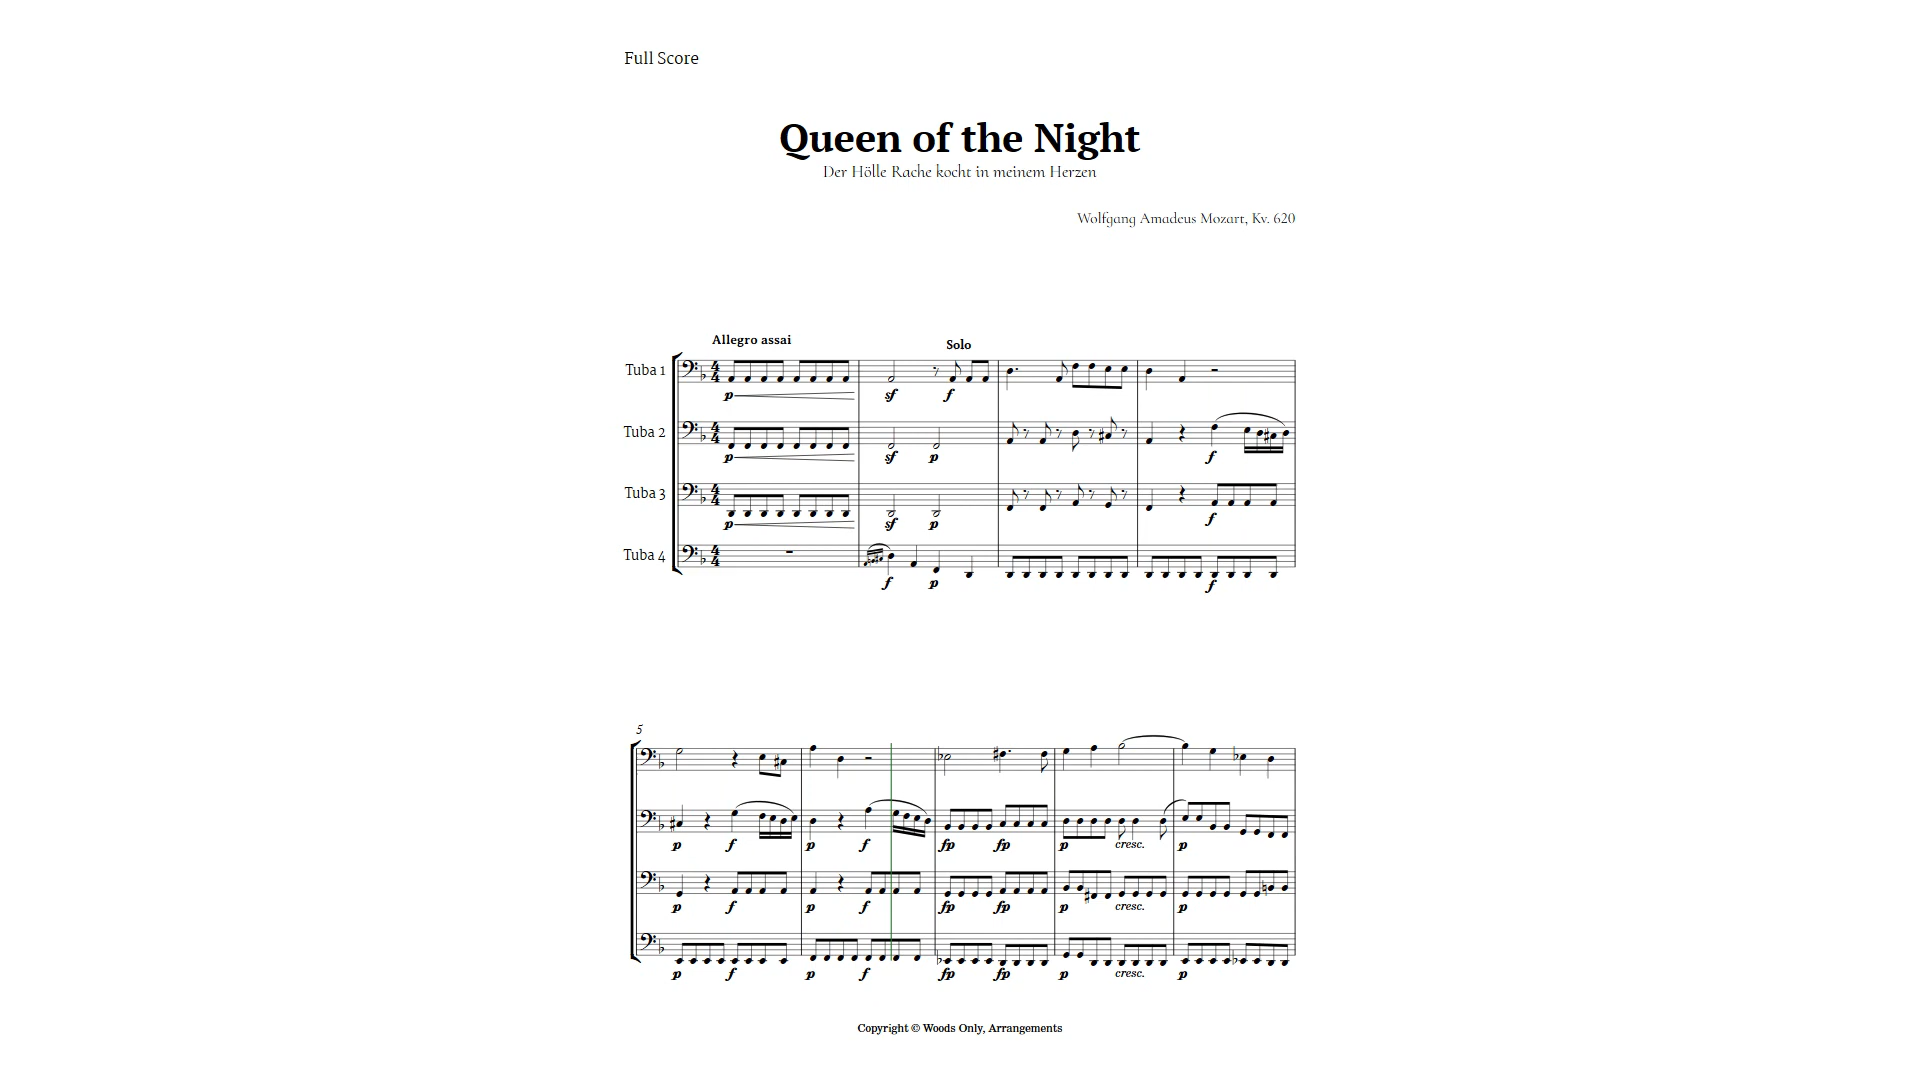 Full Score
Queen of the Night
Der Hölle Rache kocht in meinem Herzen
Wolfgang Amadeus Mozart, Kv. 620
Allegro assai
Solo
Tuba 1
p sf f
Tuba 2
p sf p f
Tuba 3
p sf p f
Tuba 4
f p f
5
p f p f fp fp p cresc. p
p f p f fp fp p cresc. p
p f p f fp fp p cresc. p
Copyright © Woods Only, Arrangements